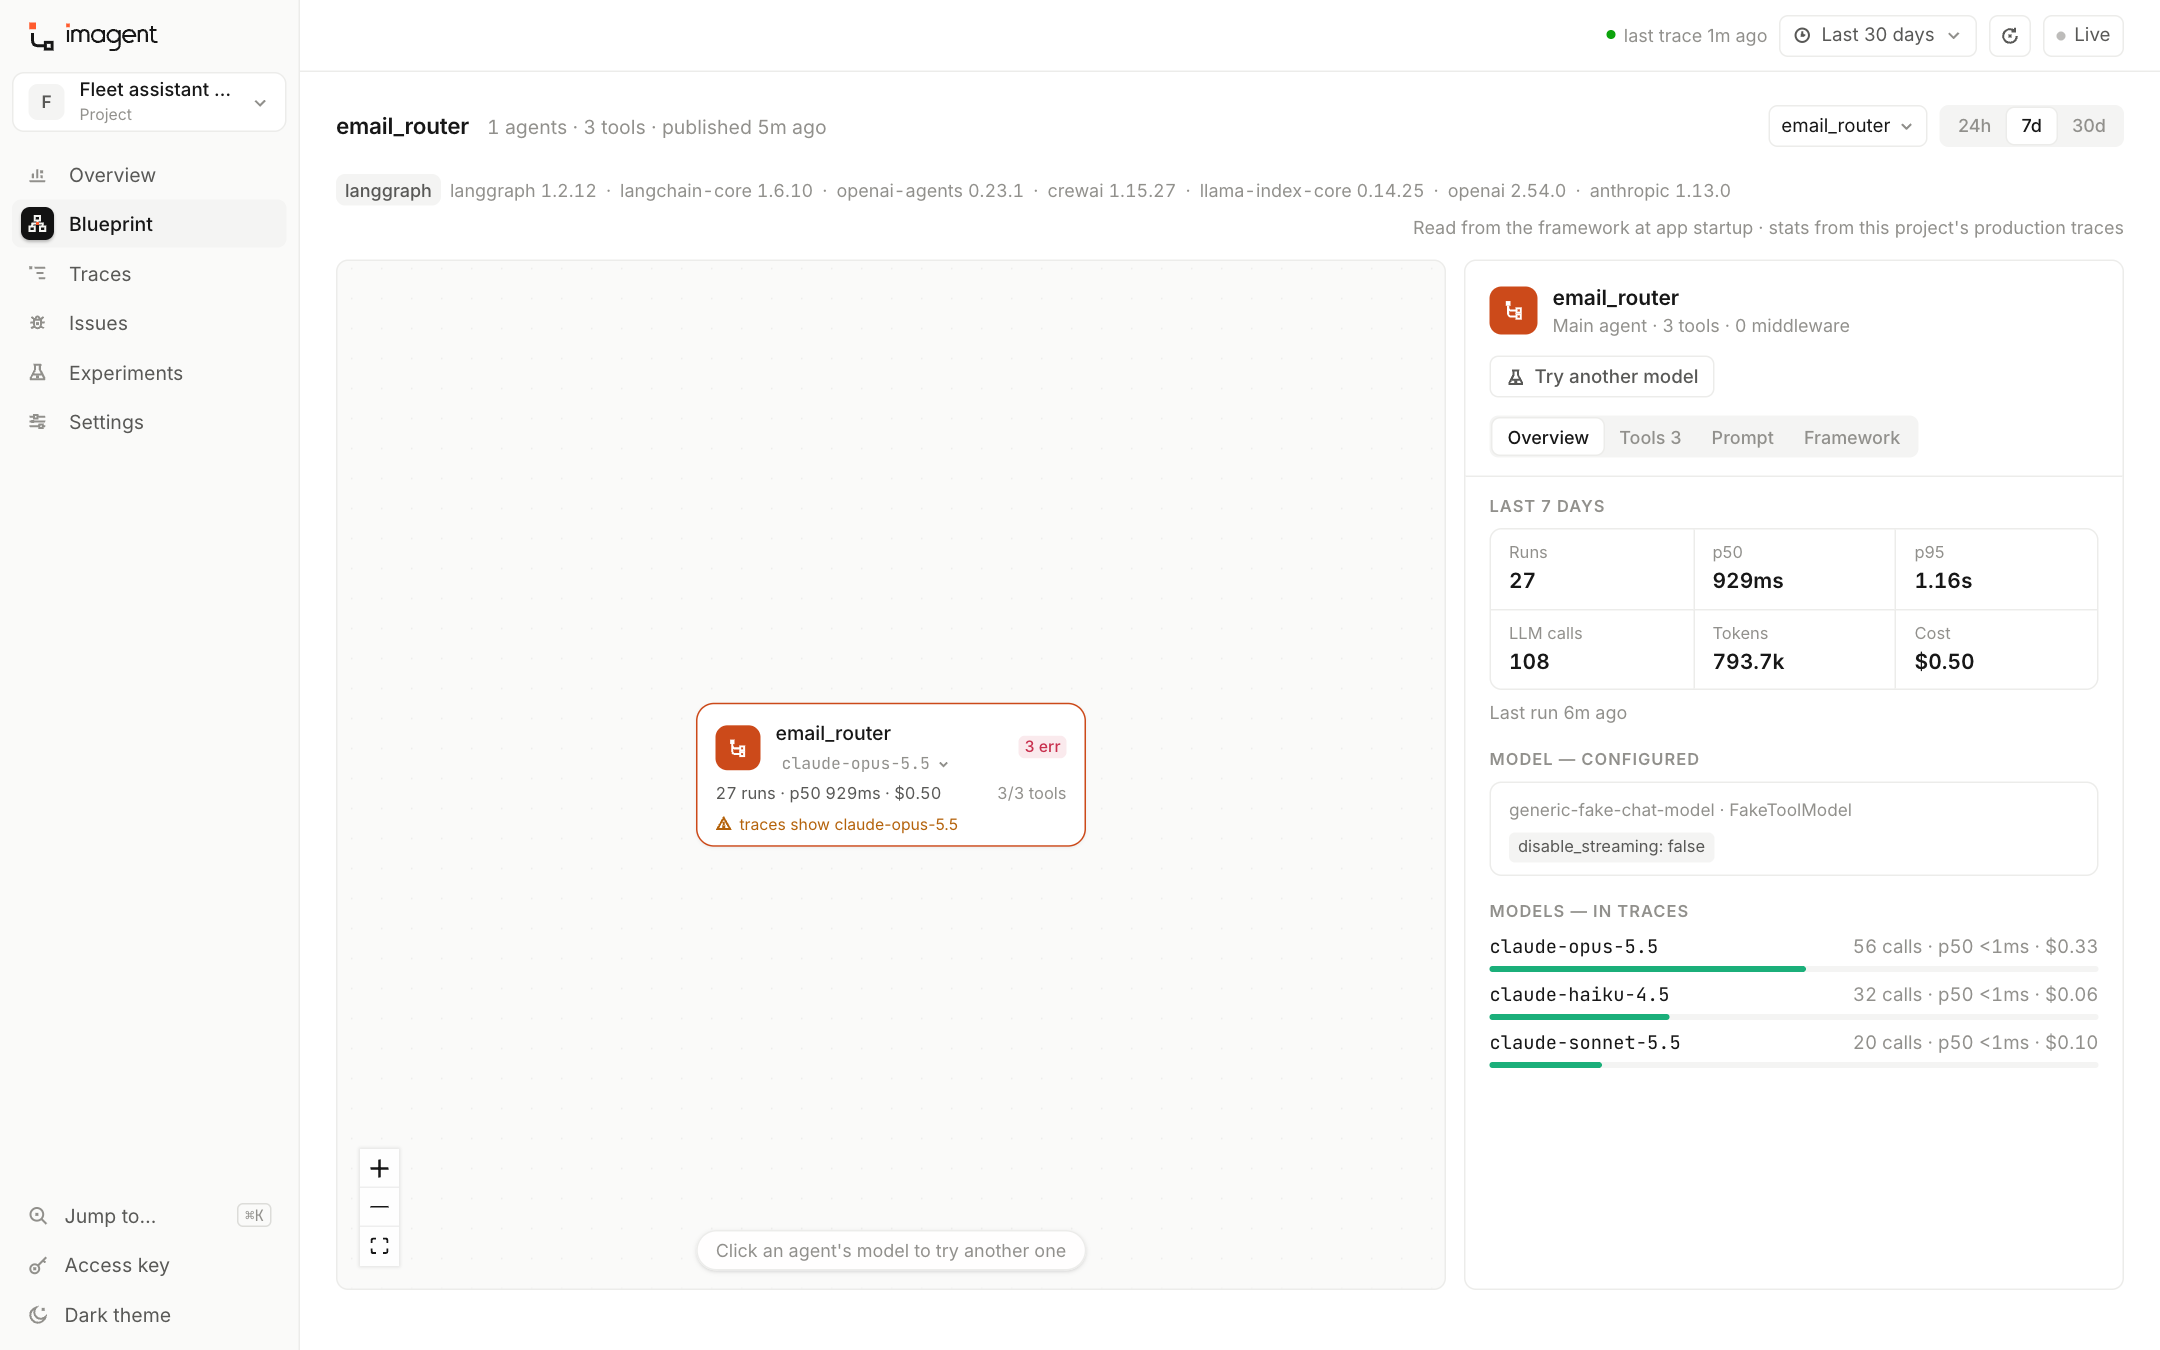 imagent
F
Fleet assistant ...
Project
Overview
Blueprint
Traces
Issues
Experiments
Settings
Jump to...
⌘K
Access key
Dark theme
last trace 1m ago
Last 30 days
Live
email_router
1 agents · 3 tools · published 5m ago
email_router
24h
7d
30d
langgraph
langgraph 1.2.12 · langchain-core 1.6.10 · openai-agents 0.23.1 · crewai 1.15.27 · llama-index-core 0.14.25 · openai 2.54.0 · anthropic 1.13.0
Read from the framework at app startup · stats from this project's production traces
email_router
claude-opus-5.5
3 err
27 runs · p50 929ms · $0.50
3/3 tools
traces show claude-opus-5.5
Click an agent's model to try another one
email_router
Main agent · 3 tools · 0 middleware
Try another model
Overview
Tools 3
Prompt
Framework
LAST 7 DAYS
Runs
27
p50
929ms
p95
1.16s
LLM calls
108
Tokens
793.7k
Cost
$0.50
Last run 6m ago
MODEL — CONFIGURED
generic-fake-chat-model · FakeToolModel
disable_streaming: false
MODELS — IN TRACES
claude-opus-5.5
56 calls · p50 <1ms · $0.33
claude-haiku-4.5
32 calls · p50 <1ms · $0.06
claude-sonnet-5.5
20 calls · p50 <1ms · $0.10